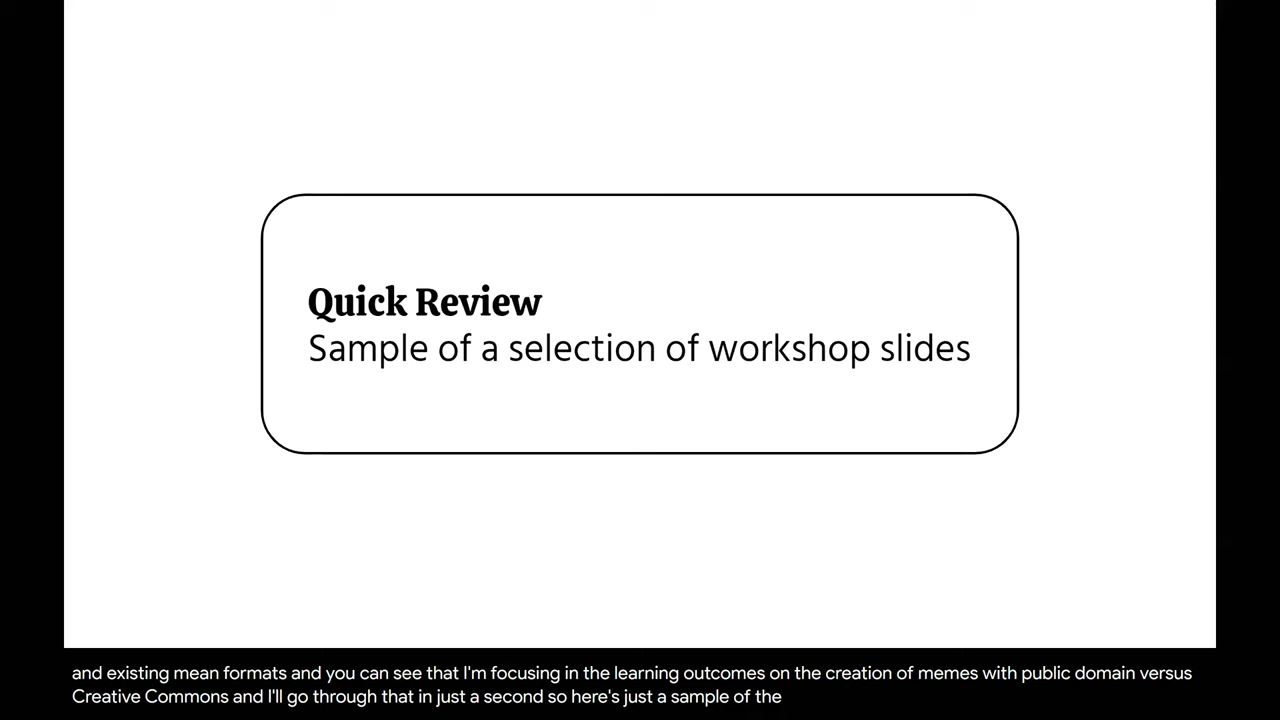 Quick Review
Sample of a selection of workshop slides
and existing mean formats and you can see that I'm focusing in the learning outcomes on the creation of memes with public domain versus
Creative Commons and I'll go through that in just a second so here's just a sample of the